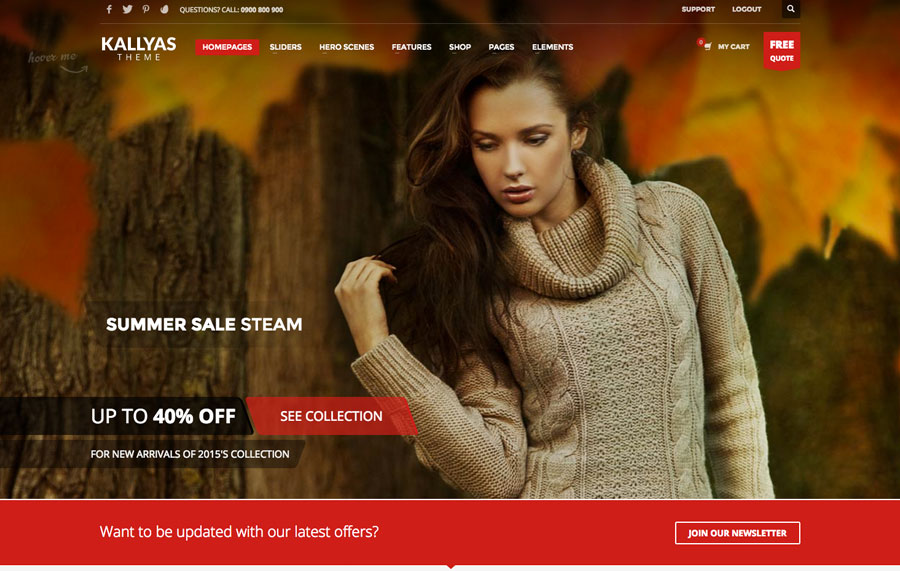 QUESTIONS? CALL: 0900 800 900
SUPPORT LOGOUT
KALLYAS
THEME
hover me
HOMEPAGES SLIDERS HERO SCENES FEATURES SHOP PAGES ELEMENTS
0 MY CART
FREE
QUOTE
SUMMER SALE STEAM
UP TO 40% OFF
SEE COLLECTION
FOR NEW ARRIVALS OF 2015'S COLLECTION
Want to be updated with our latest offers?
JOIN OUR NEWSLETTER